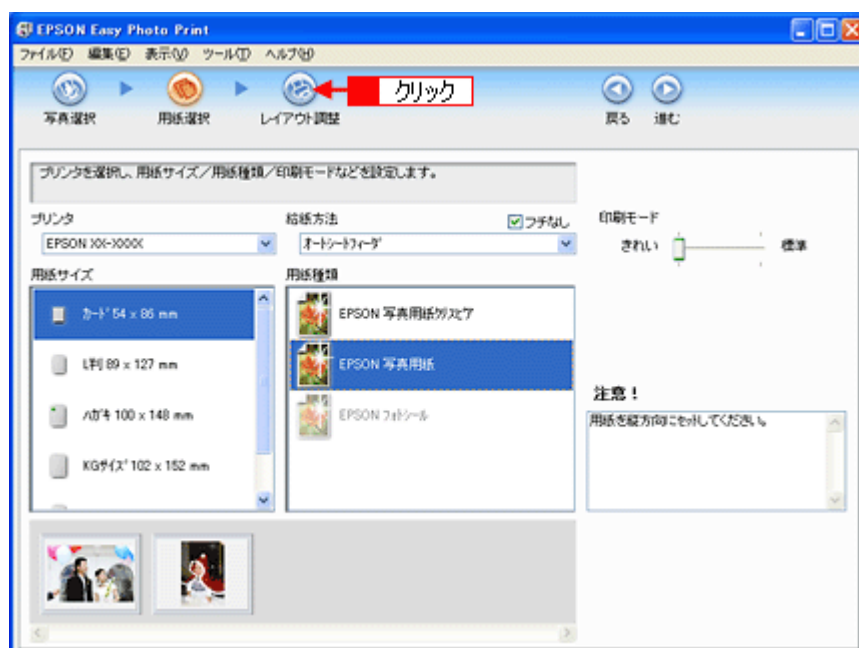 EPSON Easy Photo Print
ファイル(F) 編集(E) 表示(V) ツール(T) ヘルプ(H)
クリック
写真選択 用紙選択 レイアウト調整 戻る 進む
プリンタを選択し、用紙サイズ/用紙種類/印刷モードなどを設定します。
プリンタ 給紙方法 フチなし 印刷モード
EPSON XX-XXXX オートシートフィーダ きれい 標準
用紙サイズ 用紙種類
カード 54 x 86 mm EPSON 写真用紙クリスピア
L判 89 x 127 mm EPSON 写真用紙
ハガキ 100 x 148 mm EPSON フォトシール
KGサイズ 102 x 152 mm
注意!
用紙を縦方向にセットしてください。